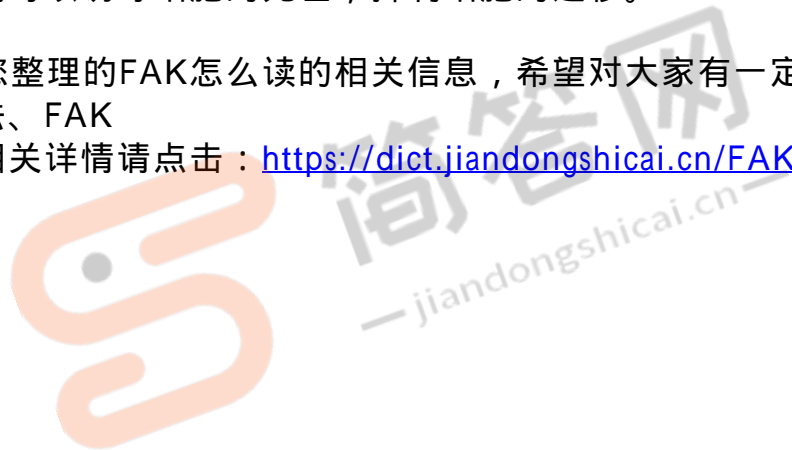 整理的FAK怎么读的相关信息，希望对大家有一定
、FAK
相关详情请点击：https://dict.jiandongshicai.cn/FAK
简答网
jiandongshicai.cn